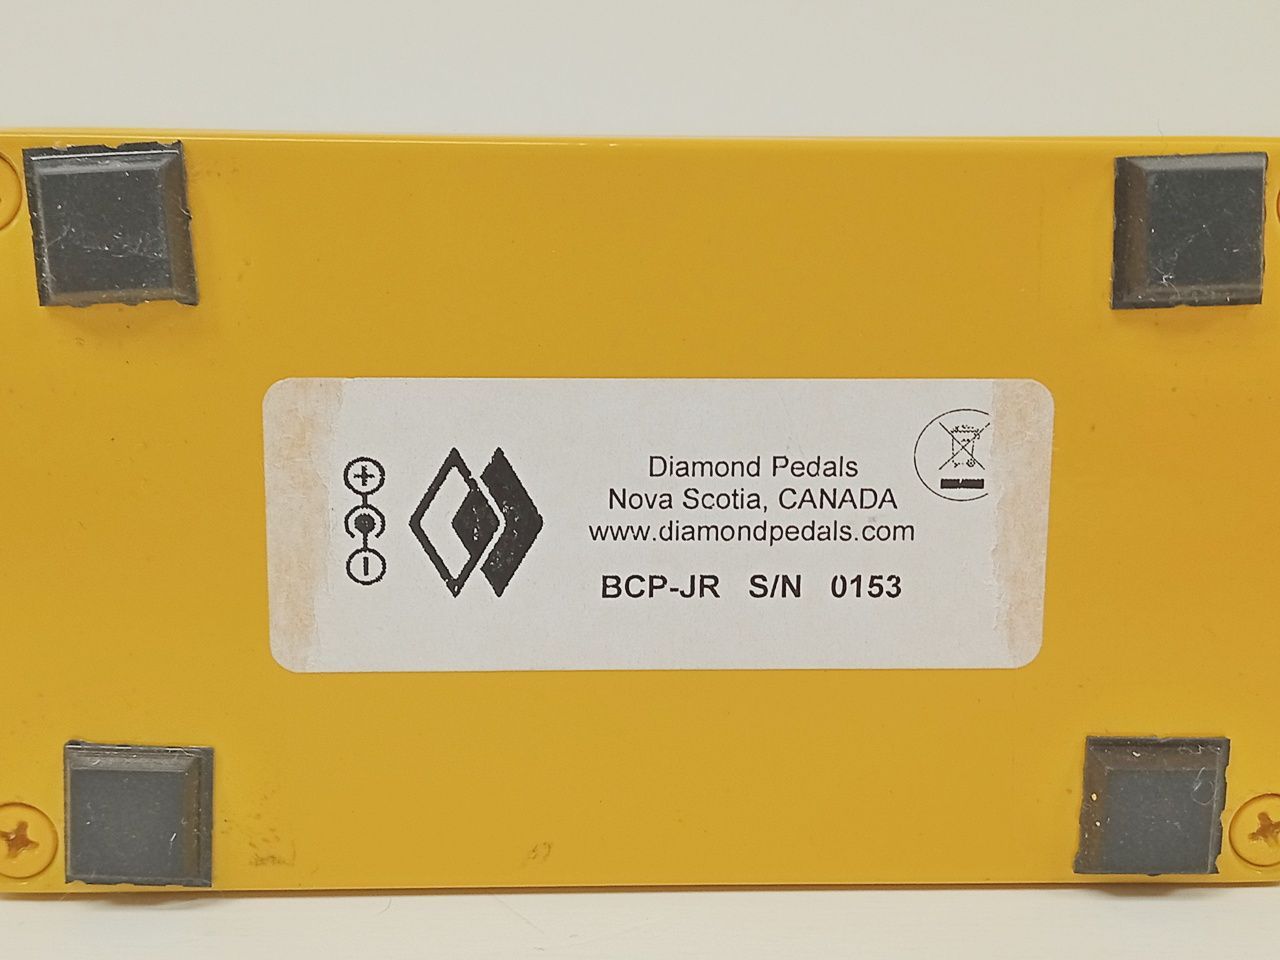 Diamond Pedals
Nova Scotia, CANADA
www.diamondpedals.com
BCP-JR S/N 0153